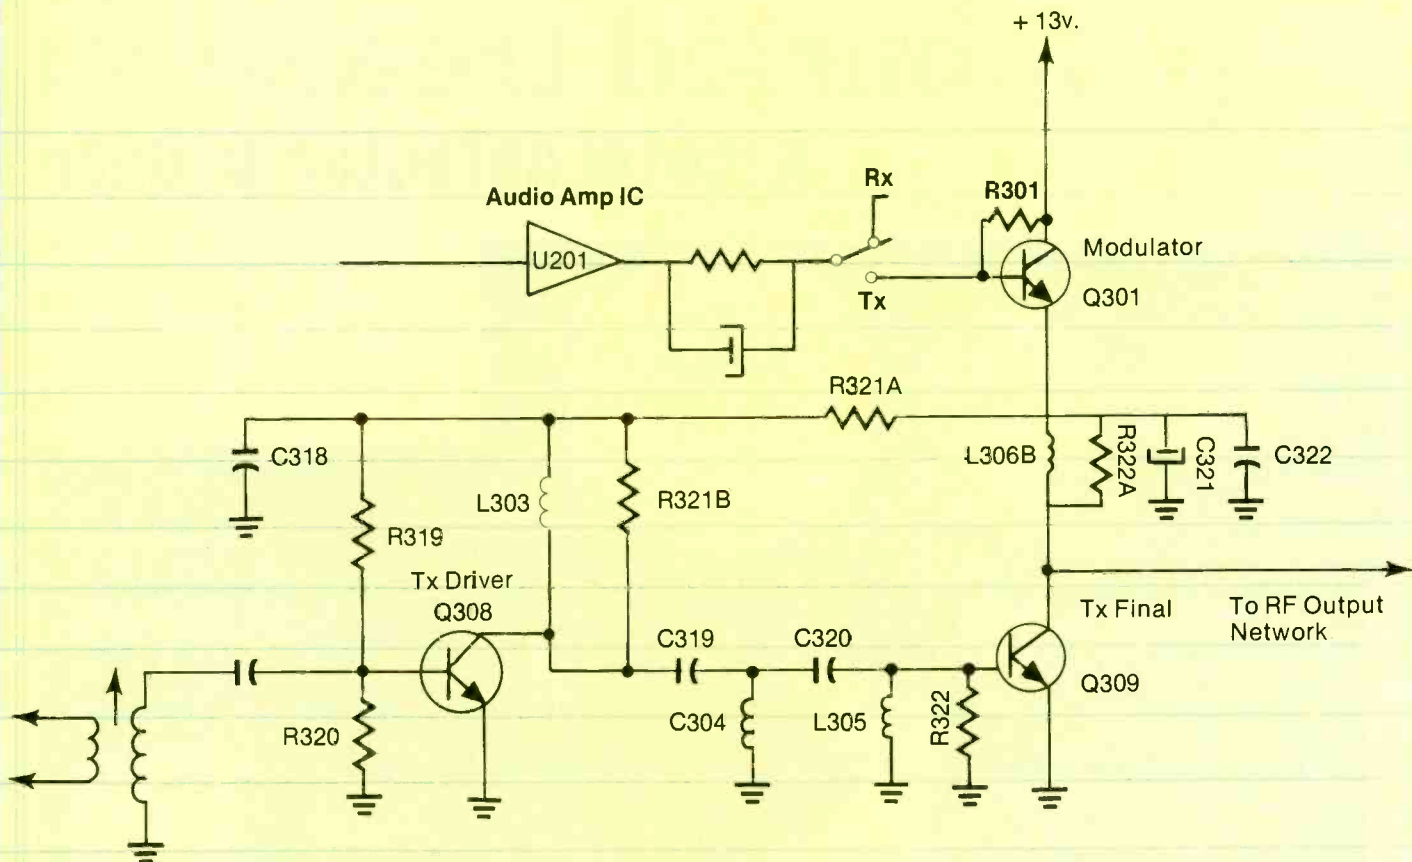 + 13v.
Rx
R301
Audio Amp IC
Modulator
U201
Tx
Q301
R321A
C318
L303
R321B
L306B
R322A
C321
C322
R319
Tx Driver
Q308
Tx Final
To RF Output
Network
C319
C320
Q309
R320
C304
L305
R322